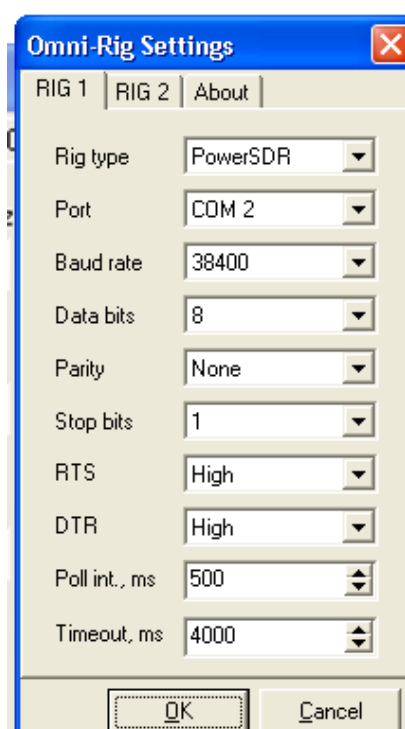 Omni-Rig Settings
RIG 1 RIG 2 About
Rig type PowerSDR
Port COM 2
Baud rate 38400
Data bits 8
Parity None
Stop bits 1
RTS High
DTR High
Poll int., ms 500
Timeout, ms 4000
OK Cancel